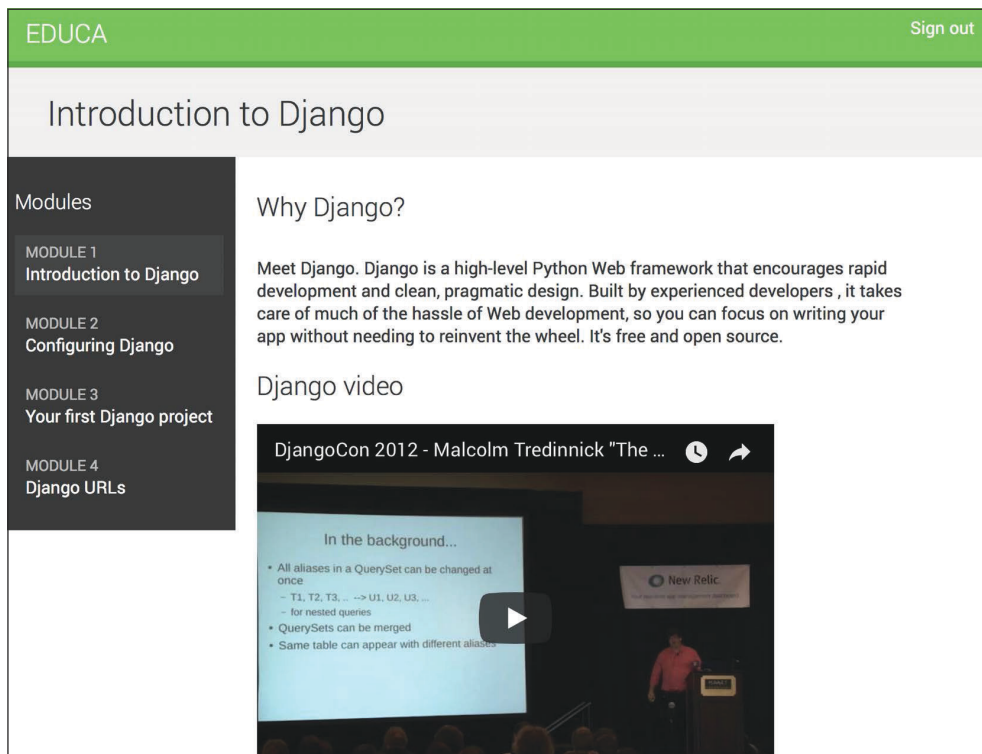 EDUCA
Sign out
Introduction to Django
Modules
MODULE 1
Introduction to Django
MODULE 2
Configuring Django
MODULE 3
Your first Django project
MODULE 4
Django URLs
Why Django?
Meet Django. Django is a high-level Python Web framework that encourages rapid
development and clean, pragmatic design. Built by experienced developers , it takes
care of much of the hassle of Web development, so you can focus on writing your
app without needing to reinvent the wheel. It's free and open source.
Django video
DjangoCon 2012 - Malcolm Tredinnick "The ...
In the background...
• All aliases in a QuerySet can be changed at
once
– T1, T2, T3, .. --> U1, U2, U3, ...
– for nested queries
• QuerySets can be merged
• Same table can appear with different aliases
New Relic.